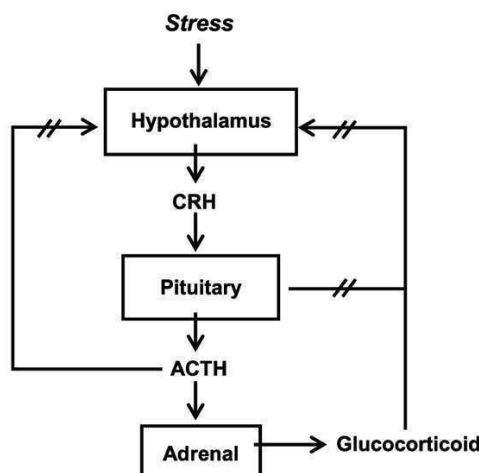 Stress
Hypothalamus
CRH
Pituitary
ACTH
Adrenal
Glucocorticoid